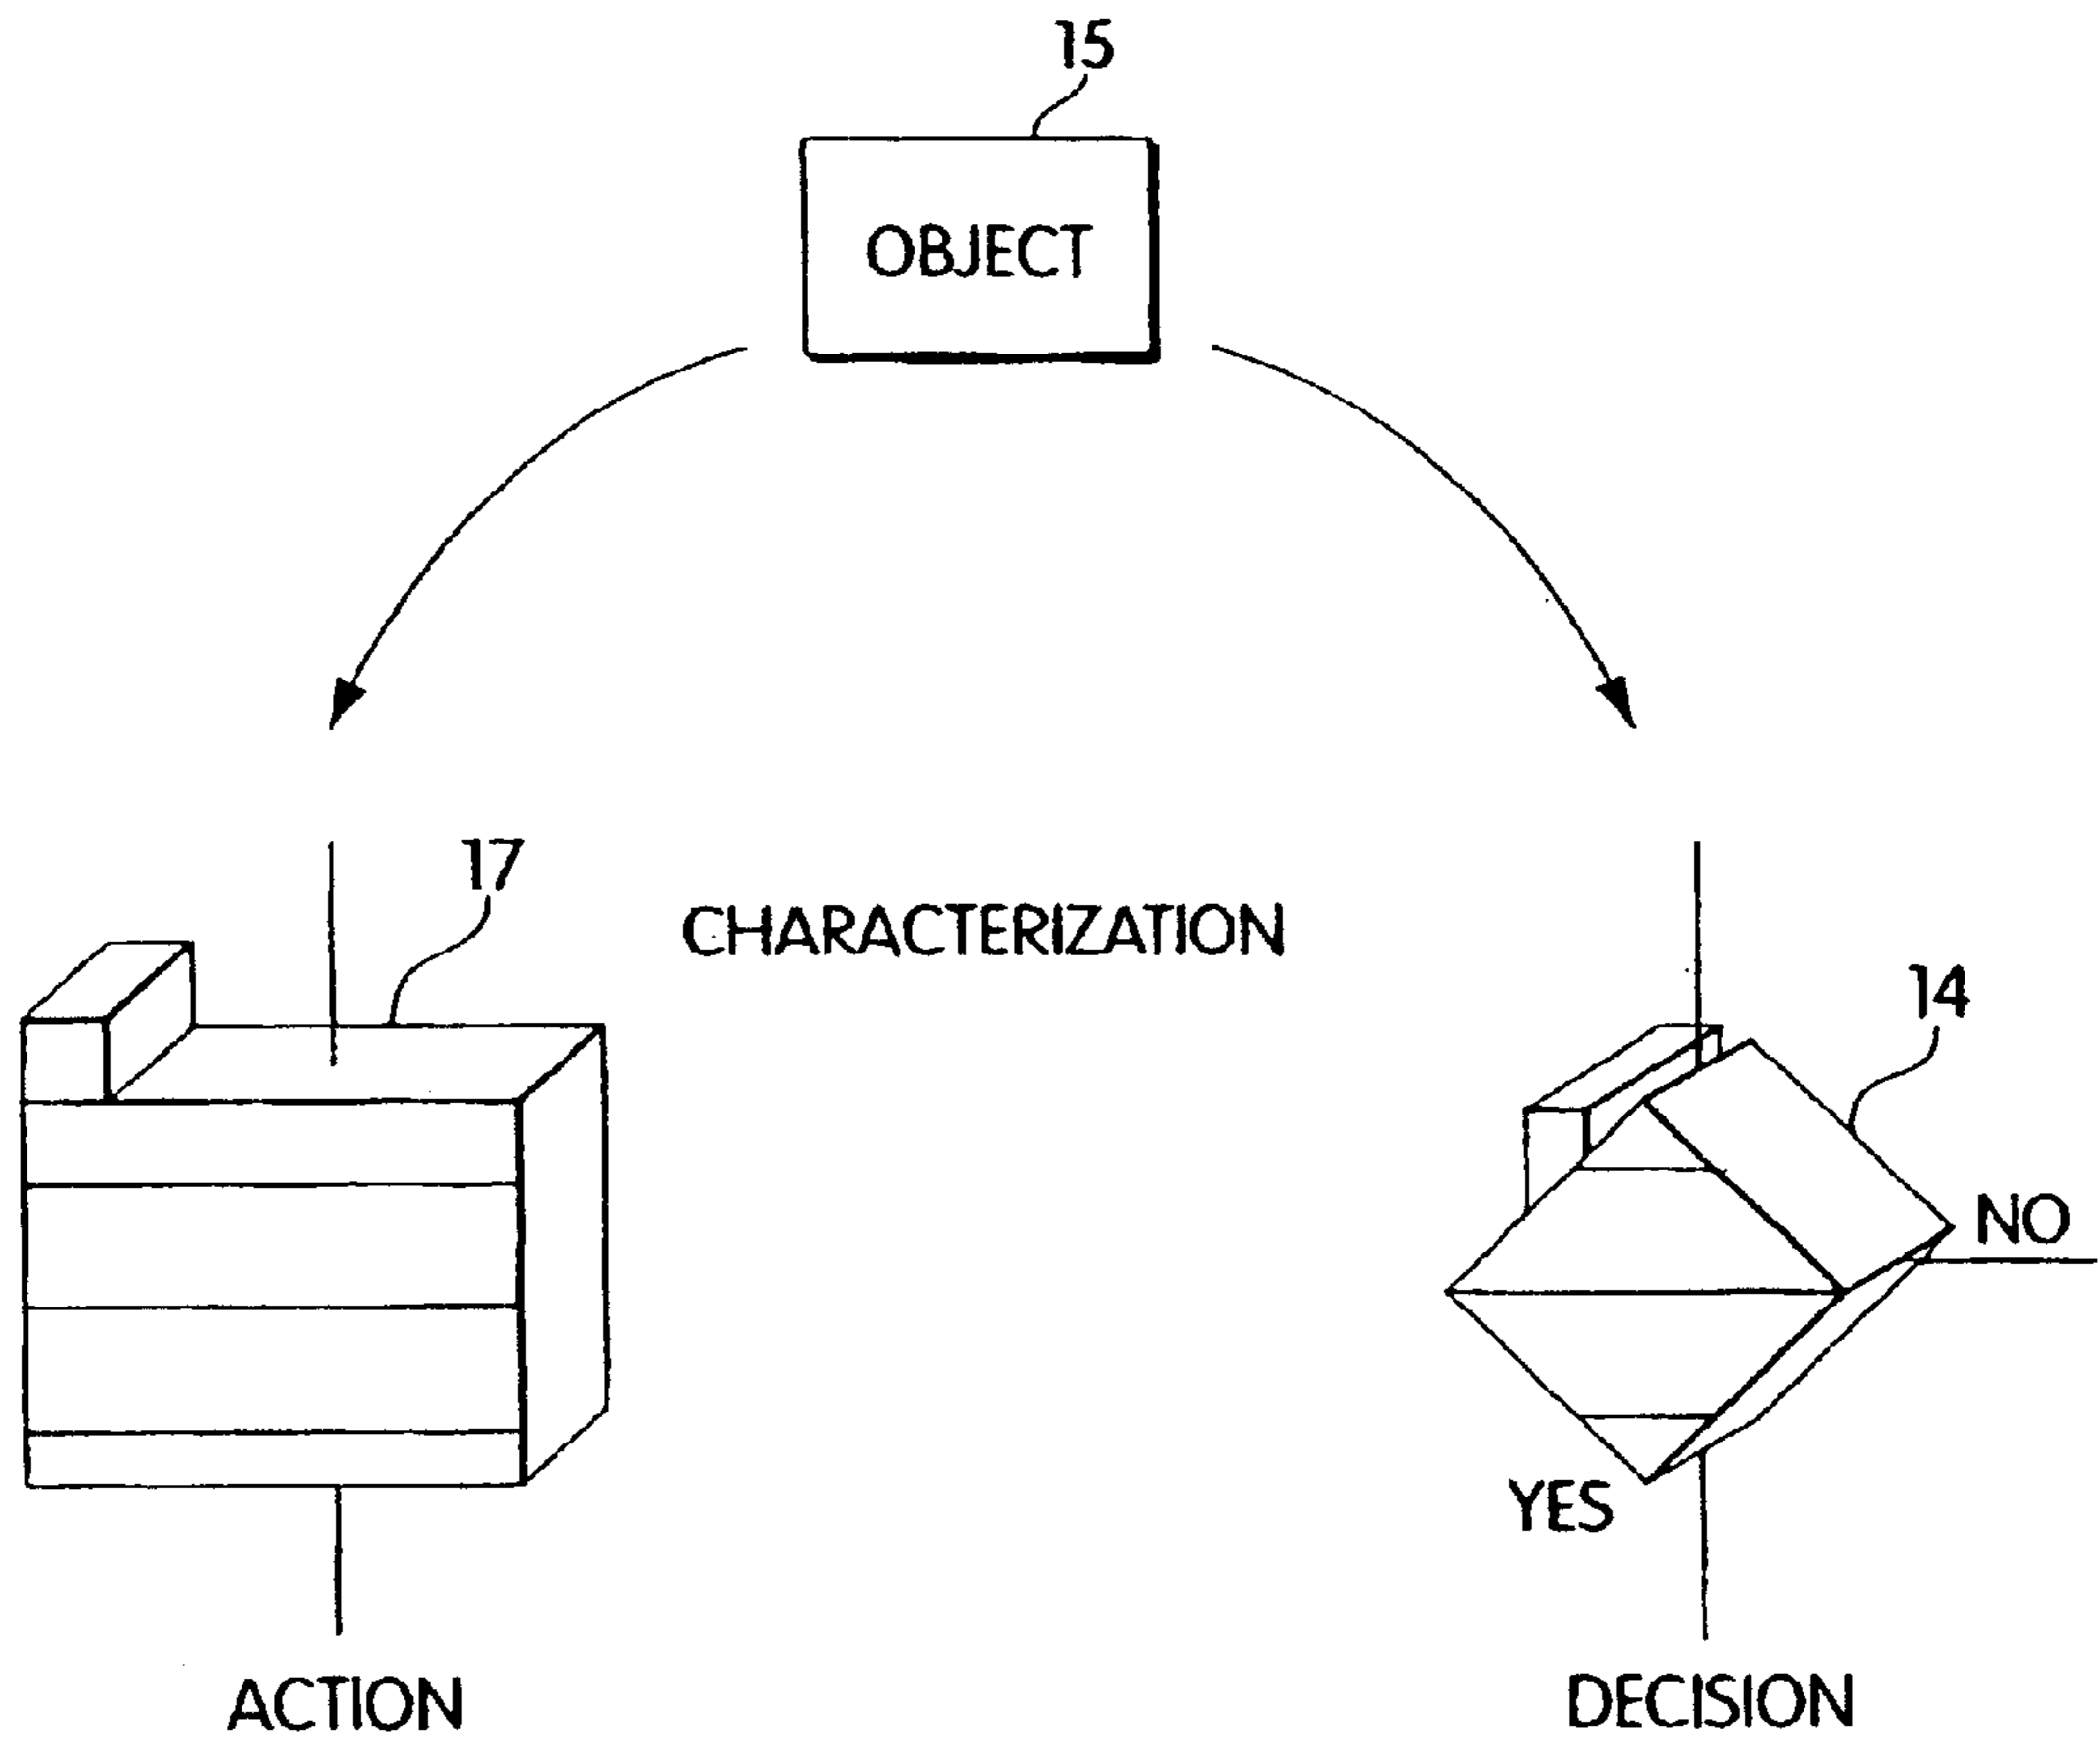 15
OBJECT
17
CHARACTERIZATION
14
NO
YES
ACTION
DECISION